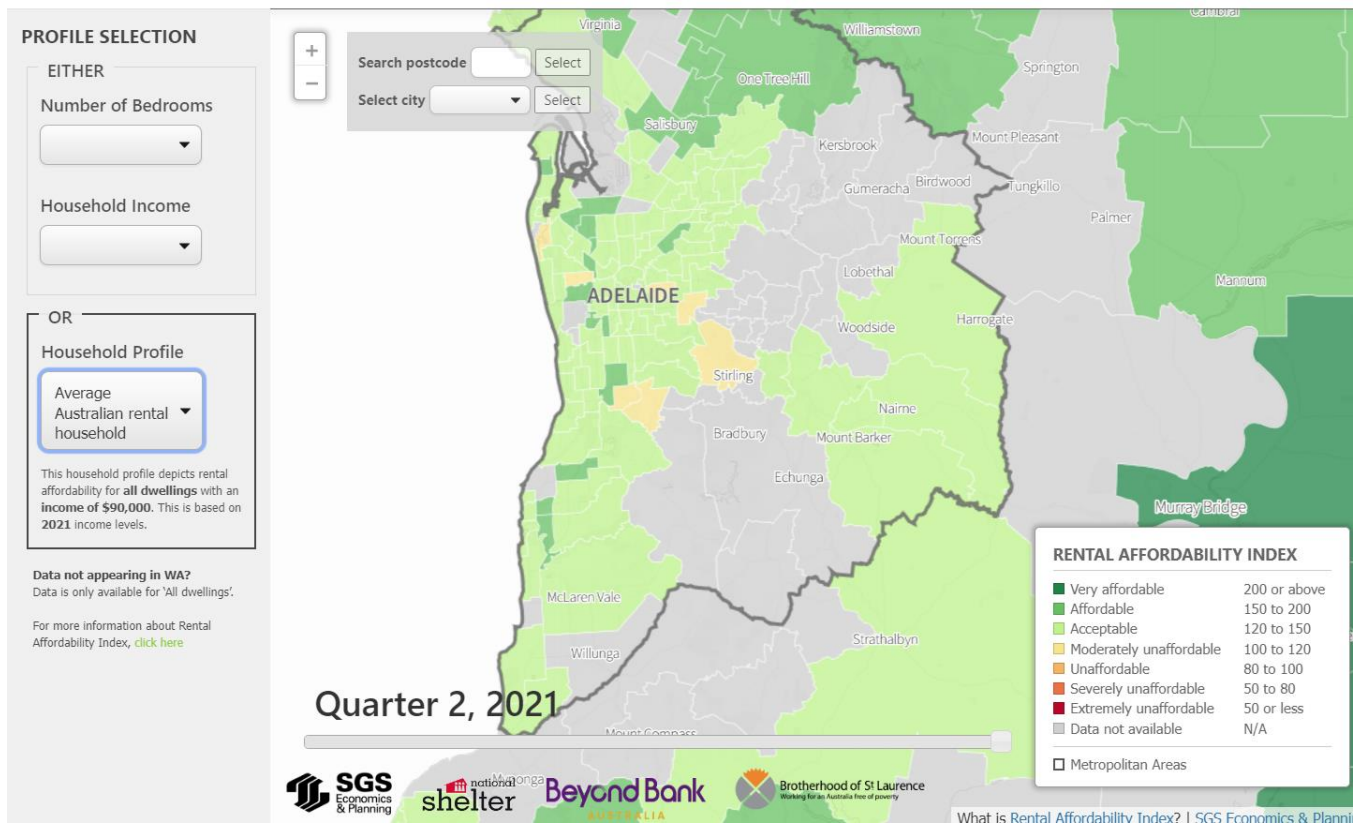 PROFILE SELECTION
EITHER
Number of Bedrooms
Household Income
OR
Household Profile
Average
Australian rental
household
This household profile depicts rental
affordability for all dwellings with an
income of $90,000. This is based on
2021 income levels.
Data not appearing in WA?
Data is only available for 'All dwellings'.
For more information about Rental
Affordability Index, click here
+
−
Search postcode
Select
Select city
Select
Virginia
Williamstown
Cambrai
Springton
One Tree Hill
Salisbury
Kersbrook
Mount Pleasant
Gumeracha
Birdwood
Tungkillo
Palmer
Mount Torrens
Lobethal
Mannum
ADELAIDE
Woodside
Harrogate
Stirling
Nairne
Bradbury
Mount Barker
Echunga
Murray Bridge
McLaren Vale
Strathalbyn
Willunga
Quarter 2, 2021
Mount Compass
Myponga
RENTAL AFFORDABILITY INDEX
Very affordable 200 or above
Affordable 150 to 200
Acceptable 120 to 150
Moderately unaffordable 100 to 120
Unaffordable 80 to 100
Severely unaffordable 50 to 80
Extremely unaffordable 50 or less
Data not available N/A
Metropolitan Areas
SGS
Economics
& Planning
national
shelter
Beyond Bank
AUSTRALIA
Brotherhood of St Laurence
Working for an Australia free of poverty
What is Rental Affordability Index? | SGS Economics & Plannin